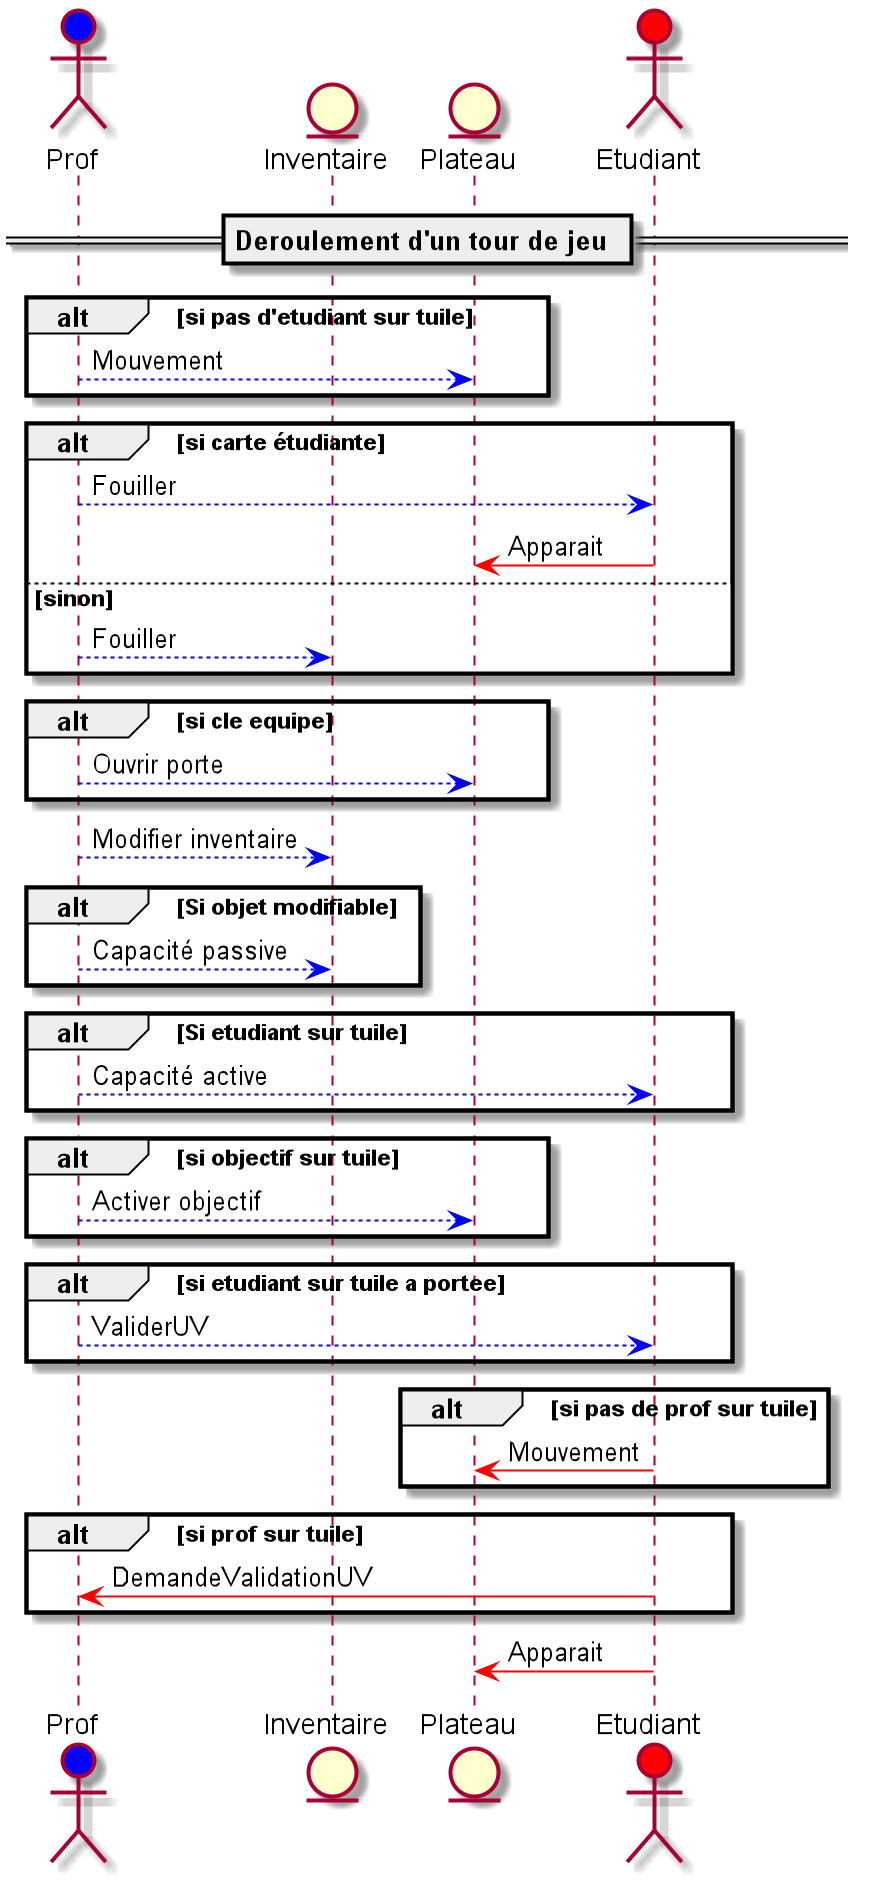 Prof Inventaire Plateau Etudiant
Deroulement d'un tour de jeu
alt [si pas d'etudiant sur tuile]
Mouvement
alt [si carte étudiante]
Fouiller
Apparait
[sinon]
Fouiller
alt [si cle equipe]
Ouvrir porte
Modifier inventaire
alt [Si objet modifiable]
Capacité passive
alt [Si etudiant sur tuile]
Capacité active
alt [si objectif sur tuile]
Activer objectif
alt [si etudiant sur tuile a portee]
ValiderUV
alt [si pas de prof sur tuile]
Mouvement
alt [si prof sur tuile]
DemandeValidationUV
Apparait
Prof Inventaire Plateau Etudiant